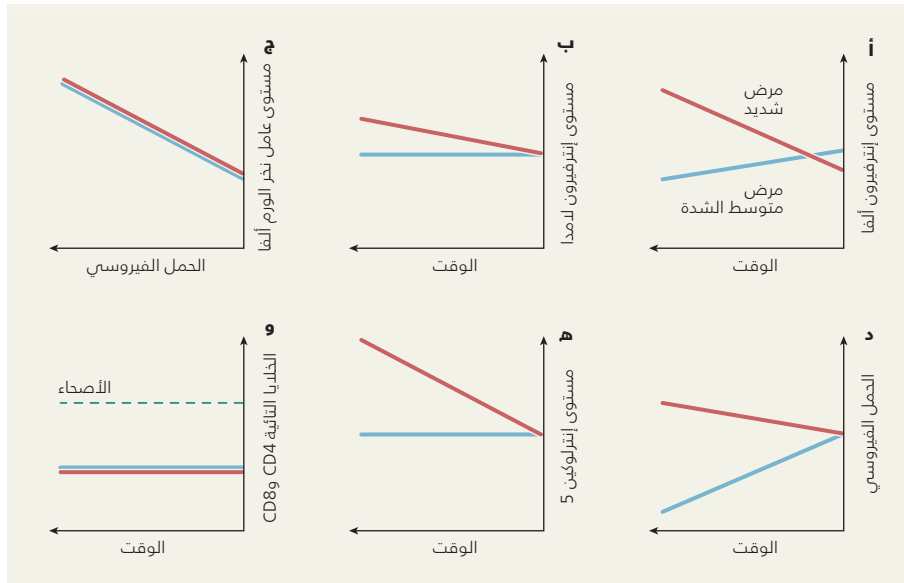 أ
مستوى إنترفيرون ألفا
مرض
شديد
مرض
متوسط الشدة
الوقت
ب
مستوى إنترفيرون لامدا
الوقت
ج
مستوى عامل نخر الورم ألفا
الحمل الفيروسي
د
الحمل الفيروسي
الوقت
ه
مستوى إنترلوكين 5
الوقت
و
الخلايا التائية CD4 وCD8
الأصحاء
الوقت